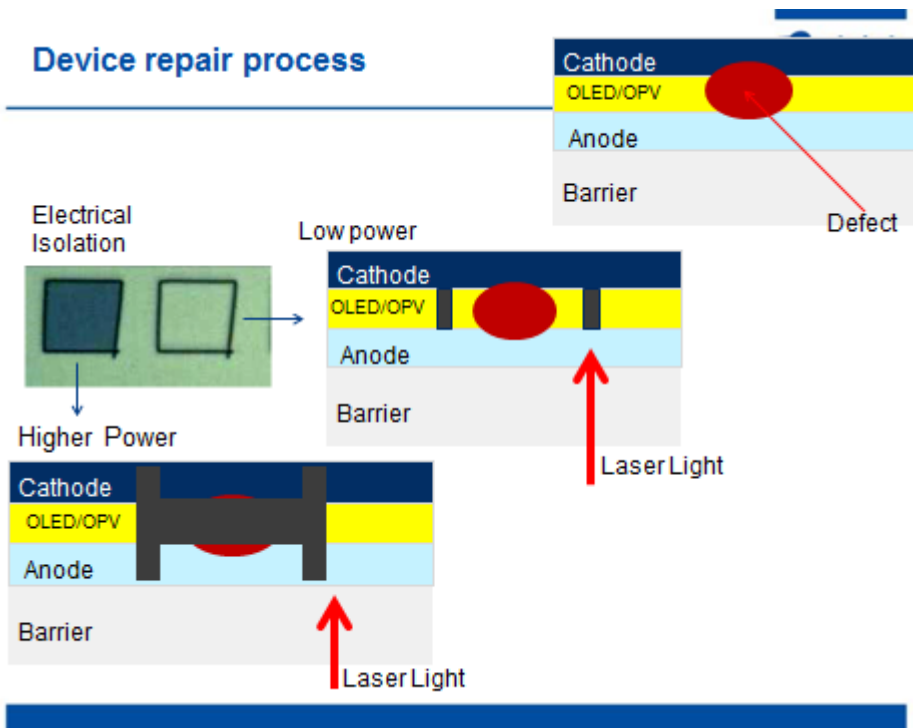 Device repair process
Cathode
OLED/OPV
Anode
Barrier
Defect
Electrical
Isolation
Low power
Cathode
OLED/OPV
Anode
Barrier
Laser Light
Higher Power
Cathode
OLED/OPV
Anode
Barrier
Laser Light